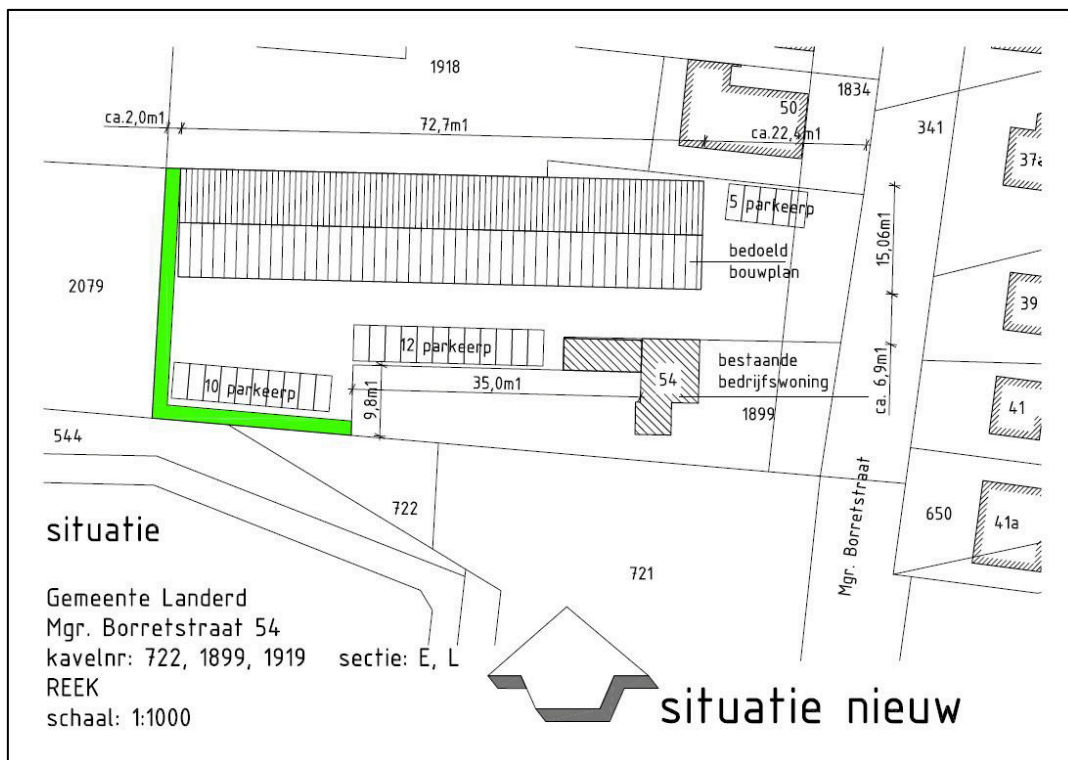 1918
1834
50
341
ca.2,0m1
72,7m1
ca.22,4m1
37a
5 parkeerp
15,06m1
bedoeld
bouwplan
2079
39
12 parkeerp
bestaande
bedrijfswoning
54
10 parkeerp
35,0m1
9,8m1
ca. 6,9m1
1899
41
544
722
650
41a
721
Mgr. Borretstraat
situatie
Gemeente Landerd
Mgr. Borretstraat 54
kavelnr: 722, 1899, 1919 sectie: E, L
REEK
schaal: 1:1000
situatie nieuw